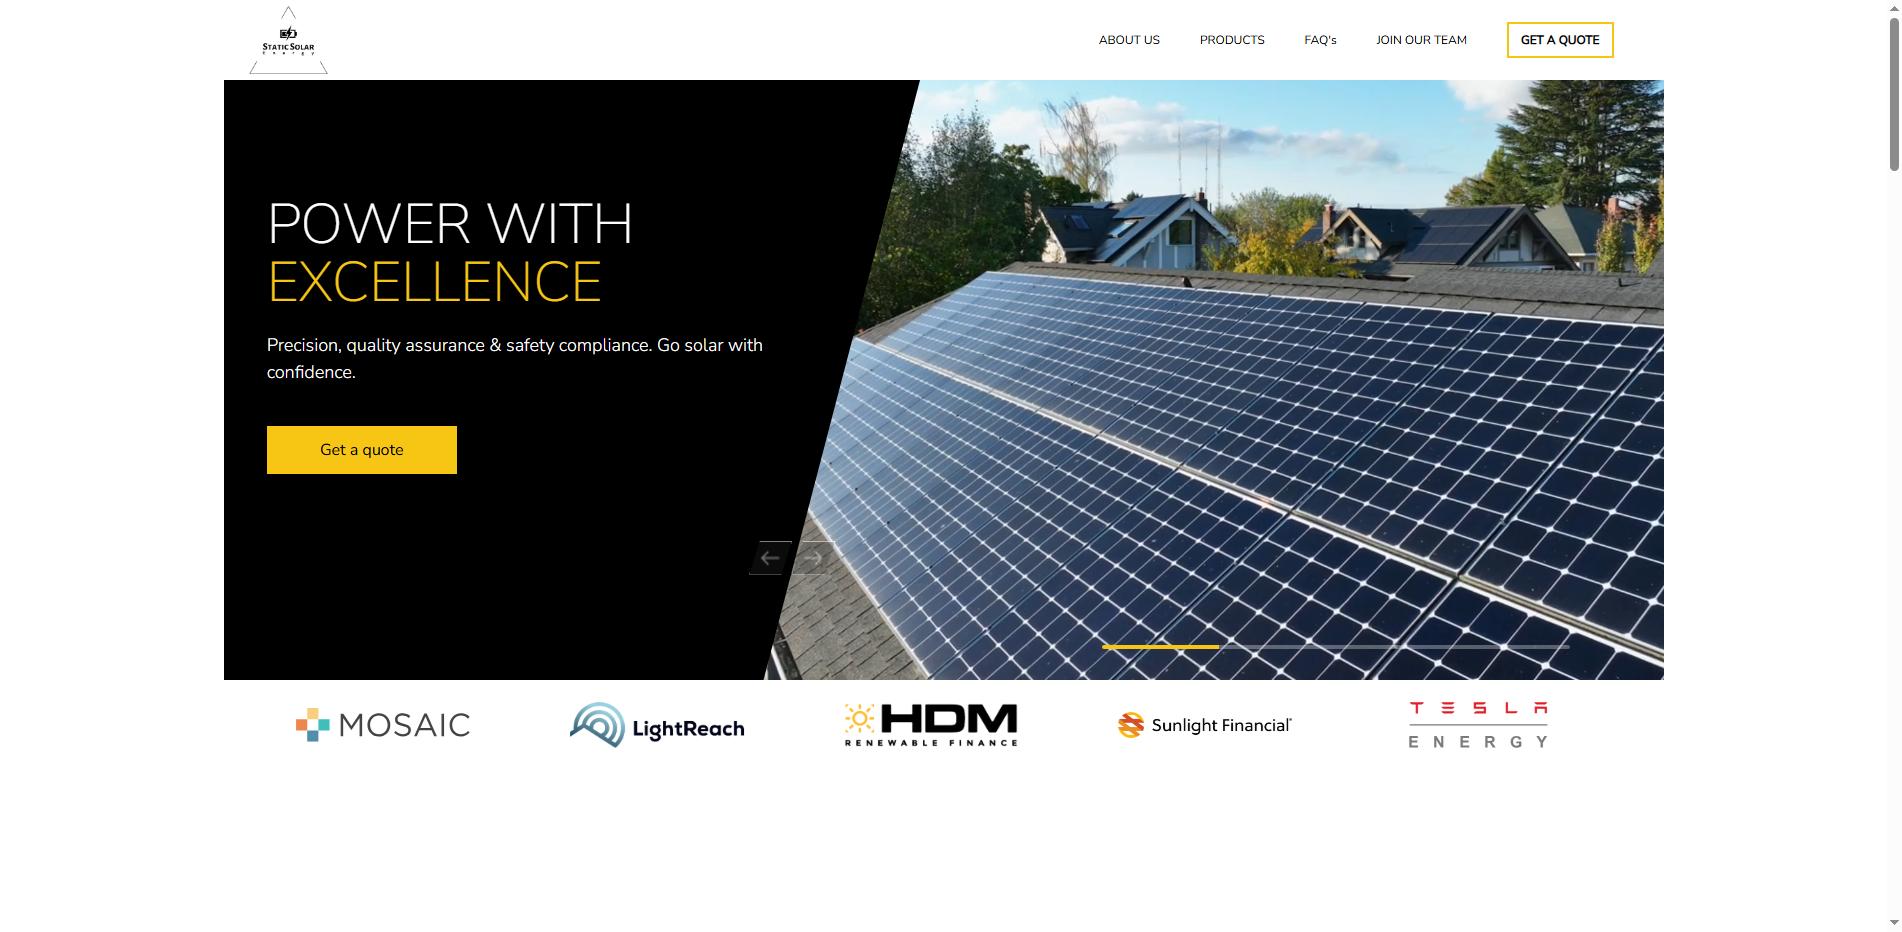 STATIC SOLAR
Energy
ABOUT US
PRODUCTS
FAQ's
JOIN OUR TEAM
GET A QUOTE
POWER WITH
EXCELLENCE
Precision, quality assurance & safety compliance. Go solar with
confidence.
Get a quote
MOSAIC
LightReach
HDM
RENEWABLE FINANCE
Sunlight Financial
TESLA
ENERGY